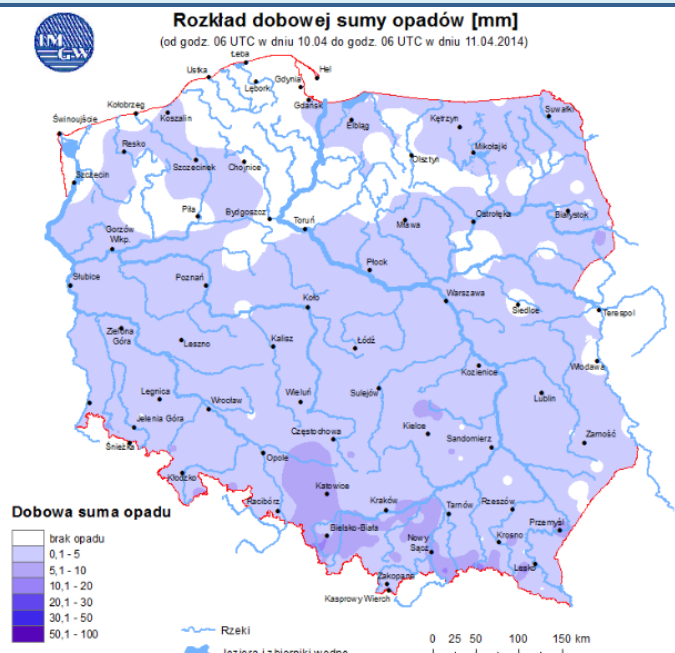 IM
GW
Rozkład dobowej sumy opadów [mm]
(od godz. 06 UTC w dniu 10.04 do godz. 06 UTC w dniu 11.04.2014)
Łeba
Hel
Ustka
Gdynia
Lębork
Gdańsk
Kołobrzeg
Koszalin
Świnoujście
Elbląg
Kętrzyn
Suwałki
Resko
Szczecinek
Chojnice
Olsztyn
Mikołajki
Szczecin
Piła
Bydgoszcz
Toruń
Mława
Ostrołęka
Białystok
Gorzów
Wlkp.
Słubice
Poznań
Płock
Koło
Warszawa
Siedlce
Terespol
Zielona
Góra
Leszno
Kalisz
Łódź
Kozienice
Włodawa
Legnica
Wrocław
Wieluń
Sulejów
Lublin
Jelenia Góra
Śnieżka
Częstochowa
Kielce
Sandomierz
Zamość
Opole
Kłodzko
Katowice
Racibórz
Kraków
Tarnów
Rzeszów
Bielsko-Biała
Nowy
Sącz
Krosno
Przemyśl
Lesko
Zakopane
Kasprowy Wierch
Dobowa suma opadu
brak opadu
0,1 - 5
5,1 - 10
10,1 - 20
20,1 - 30
30,1 - 50
50,1 - 100
Rzeki
Jeziora i zbiorniki wodne
0 25 50 100 150 km